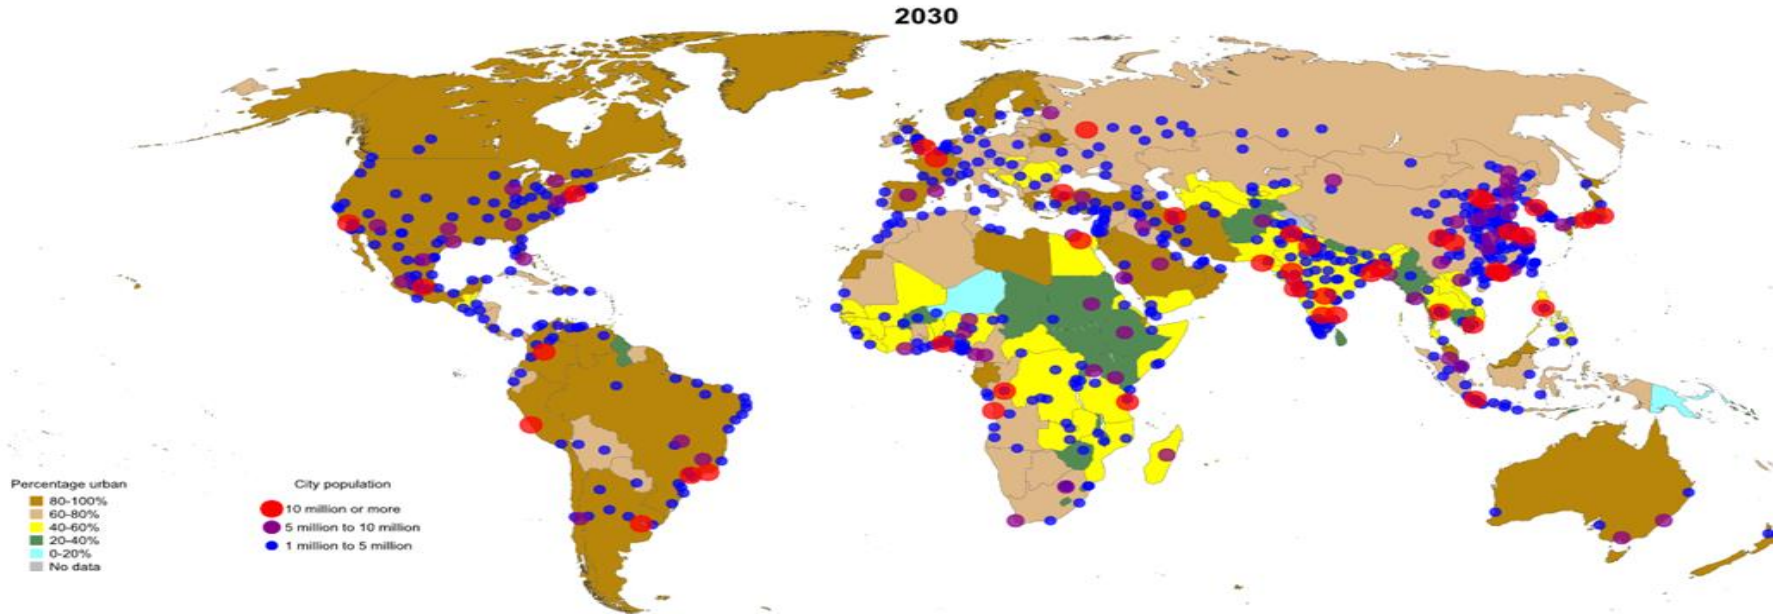 2030
Percentage urban
80-100%
60-80%
40-60%
20-40%
0-20%
No data
City population
10 million or more
5 million to 10 million
1 million to 5 million